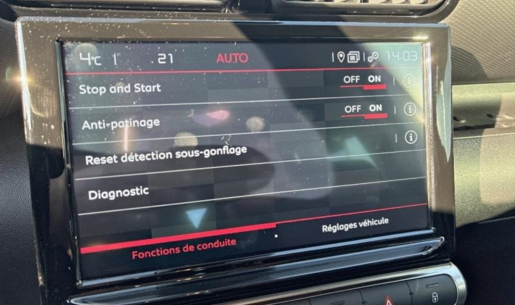 4°C 21 AUTO 14:03
Stop and Start OFF ON
Anti-patinage OFF ON
Reset détection sous-gonflage
Diagnostic
Fonctions de conduite Réglages véhicule